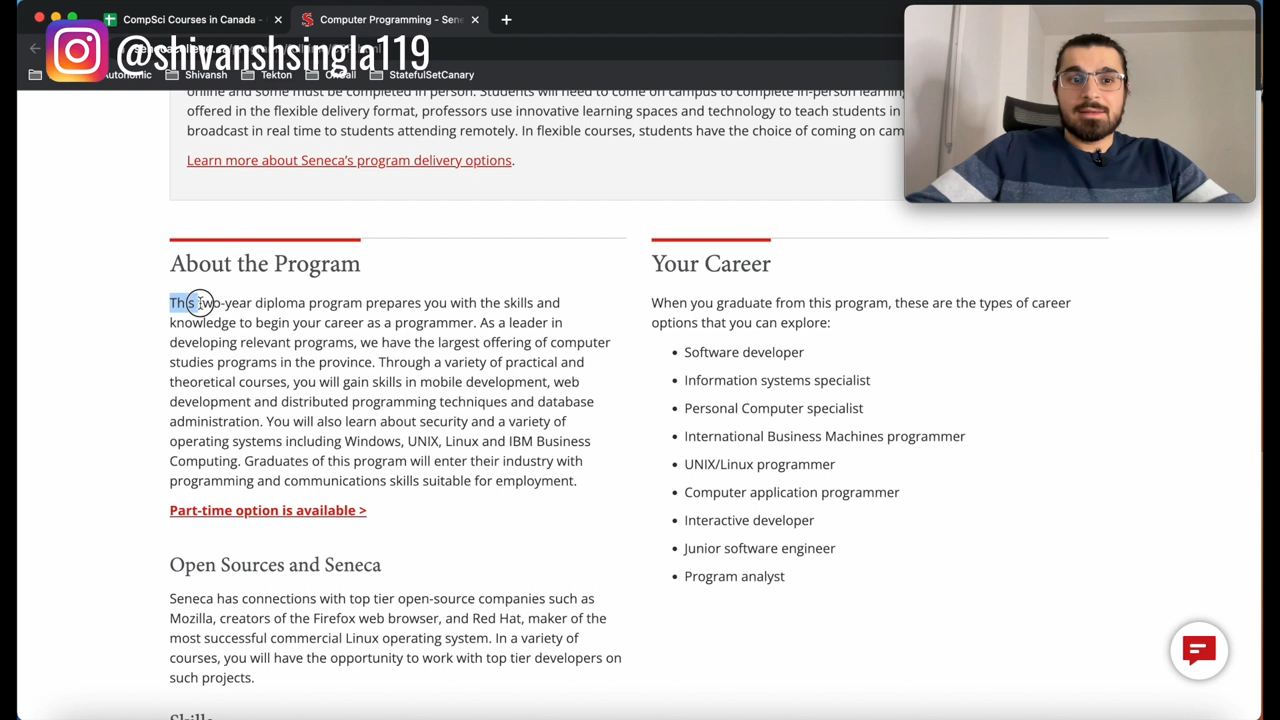 CompSci Courses in Canada -
Computer Programming - Sene
@shivanshsingla119
Shivansh
Tekton
OnCall
StatefulSetCanary
online and some must be completed in person. Students will need to come on campus to complete in-person learning
offered in the flexible delivery format, professors use innovative learning spaces and technology to teach students in
broadcast in real time to students attending remotely. In flexible courses, students have the choice of coming on cam
Learn more about Seneca's program delivery options.
About the Program
This two-year diploma program prepares you with the skills and
knowledge to begin your career as a programmer. As a leader in
developing relevant programs, we have the largest offering of computer
studies programs in the province. Through a variety of practical and
theoretical courses, you will gain skills in mobile development, web
development and distributed programming techniques and database
administration. You will also learn about security and a variety of
operating systems including Windows, UNIX, Linux and IBM Business
Computing. Graduates of this program will enter their industry with
programming and communications skills suitable for employment.
Part-time option is available >
Open Sources and Seneca
Seneca has connections with top tier open-source companies such as
Mozilla, creators of the Firefox web browser, and Red Hat, maker of the
most successful commercial Linux operating system. In a variety of
courses, you will have the opportunity to work with top tier developers on
such projects.
Skills
Your Career
When you graduate from this program, these are the types of career
options that you can explore:
• Software developer
• Information systems specialist
• Personal Computer specialist
• International Business Machines programmer
• UNIX/Linux programmer
• Computer application programmer
• Interactive developer
• Junior software engineer
• Program analyst